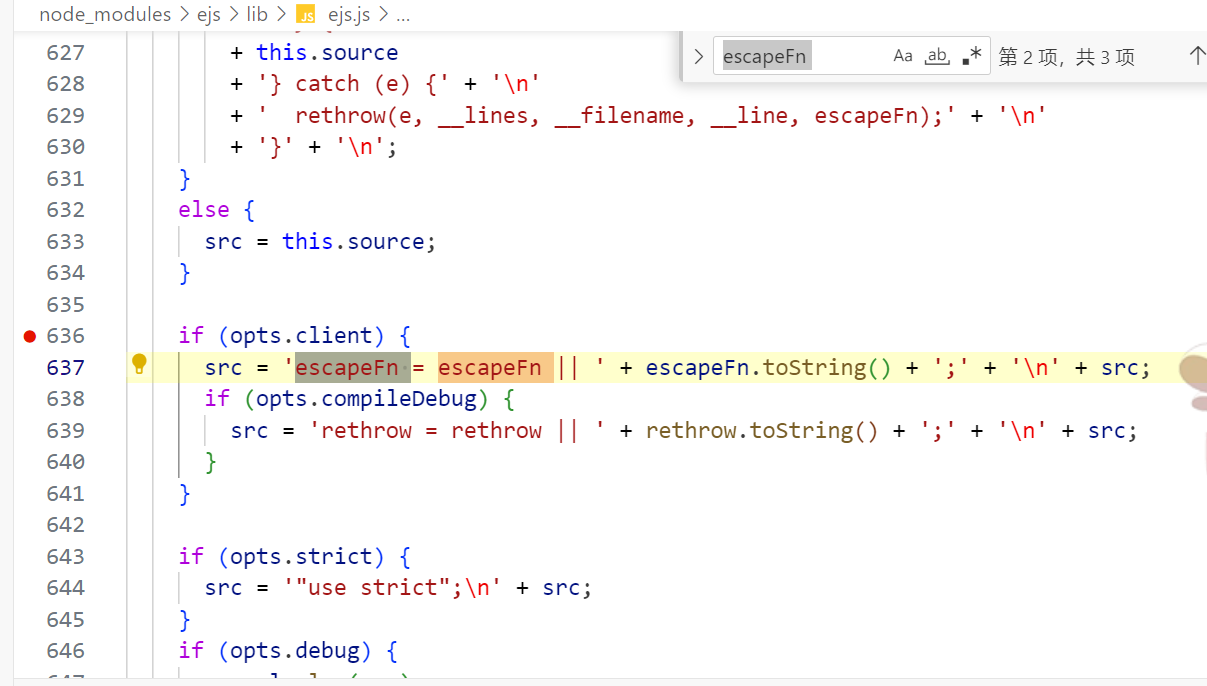 node_modules > ejs > lib > JS ejs.js > ...
627 + this.source
escapeFn Aa ab .* 第 2 项，共 3 项 ↑
628 + '} catch (e) {' + '\n'
629 + '  rethrow(e, __lines, __filename, __line, escapeFn);' + '\n'
630 + '}' + '\n';
631 }
632 else {
633 src = this.source;
634 }
635
636 if (opts.client) {
637 src = 'escapeFn = escapeFn || ' + escapeFn.toString() + ';' + '\n' + src;
638 if (opts.compileDebug) {
639 src = 'rethrow = rethrow || ' + rethrow.toString() + ';' + '\n' + src;
640 }
641 }
642
643 if (opts.strict) {
644 src = '"use strict";\n' + src;
645 }
646 if (opts.debug) {